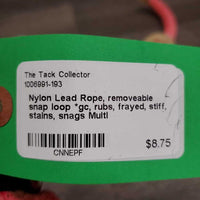 The Tack Collector
1006991-193
Nylon Lead Rope, removeable
snap loop *gc, rubs, frayed, stiff,
stains, snags Multi
$8.75
CNNEPF